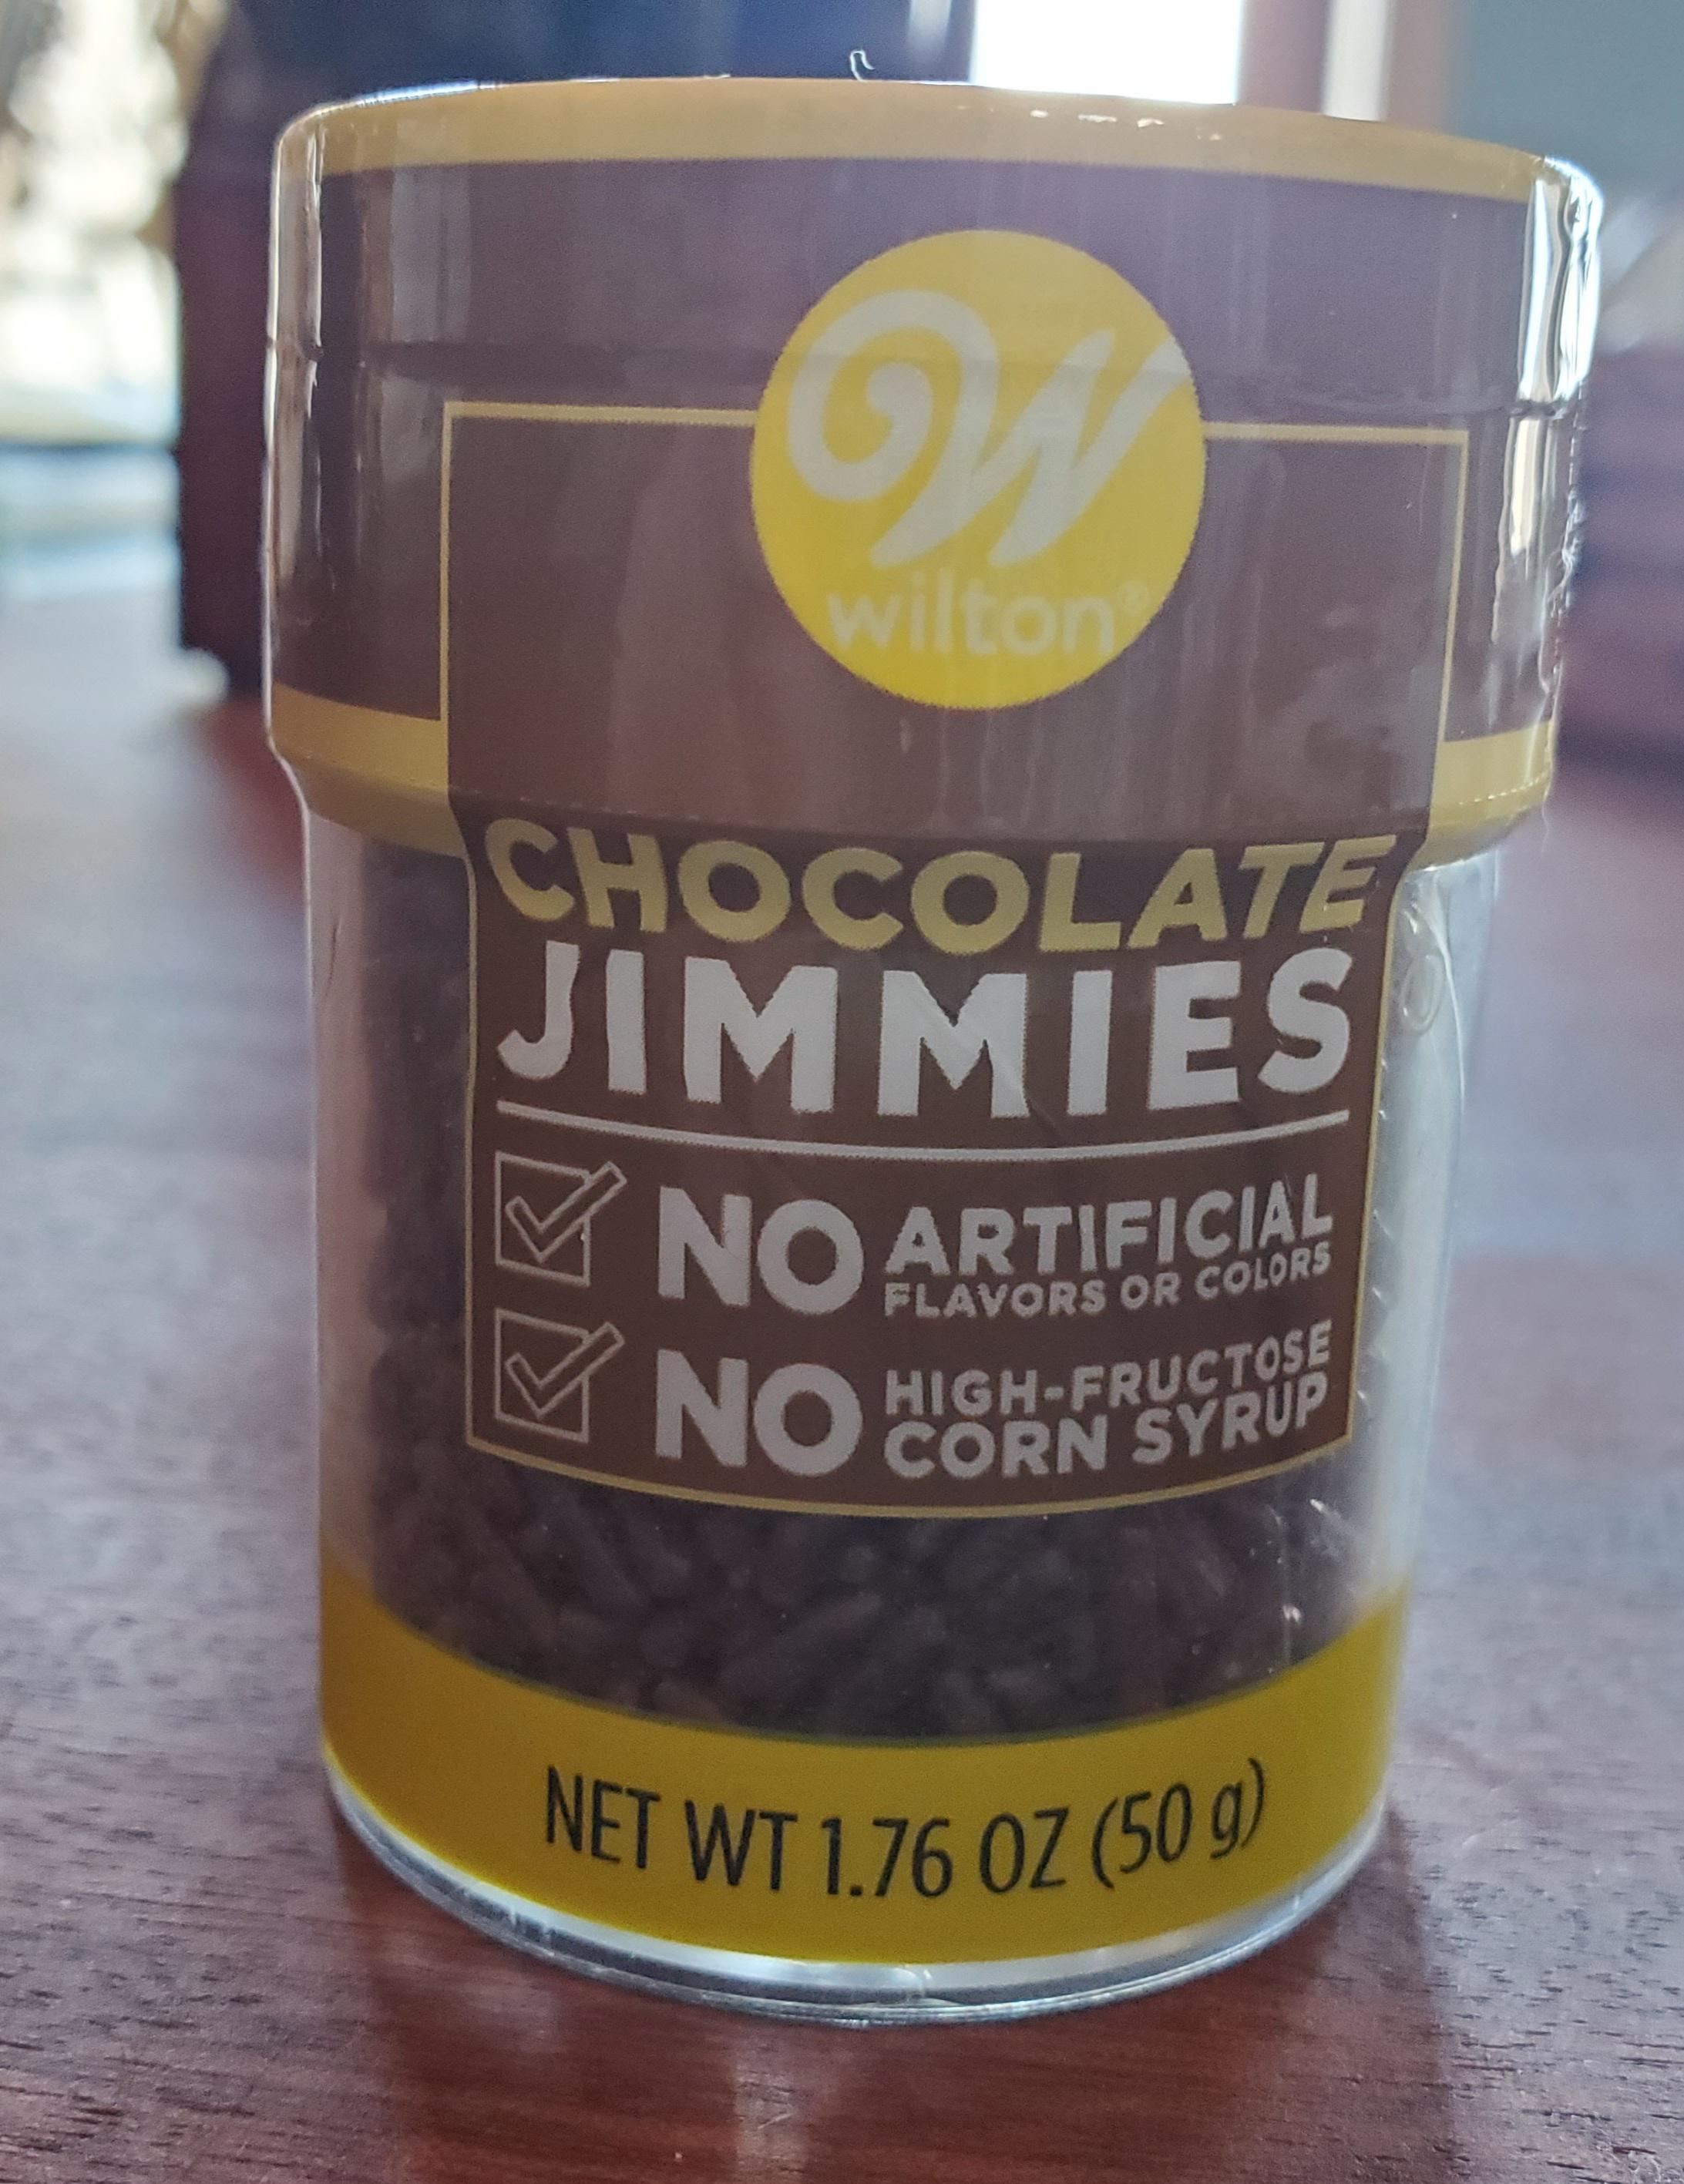 W
wilton®
CHOCOLATE
JIMMIES
NO ARTIFICIAL
FLAVORS OR COLORS
NO HIGH-FRUCTOSE
CORN SYRUP
NET WT 1.76 OZ (50 g)